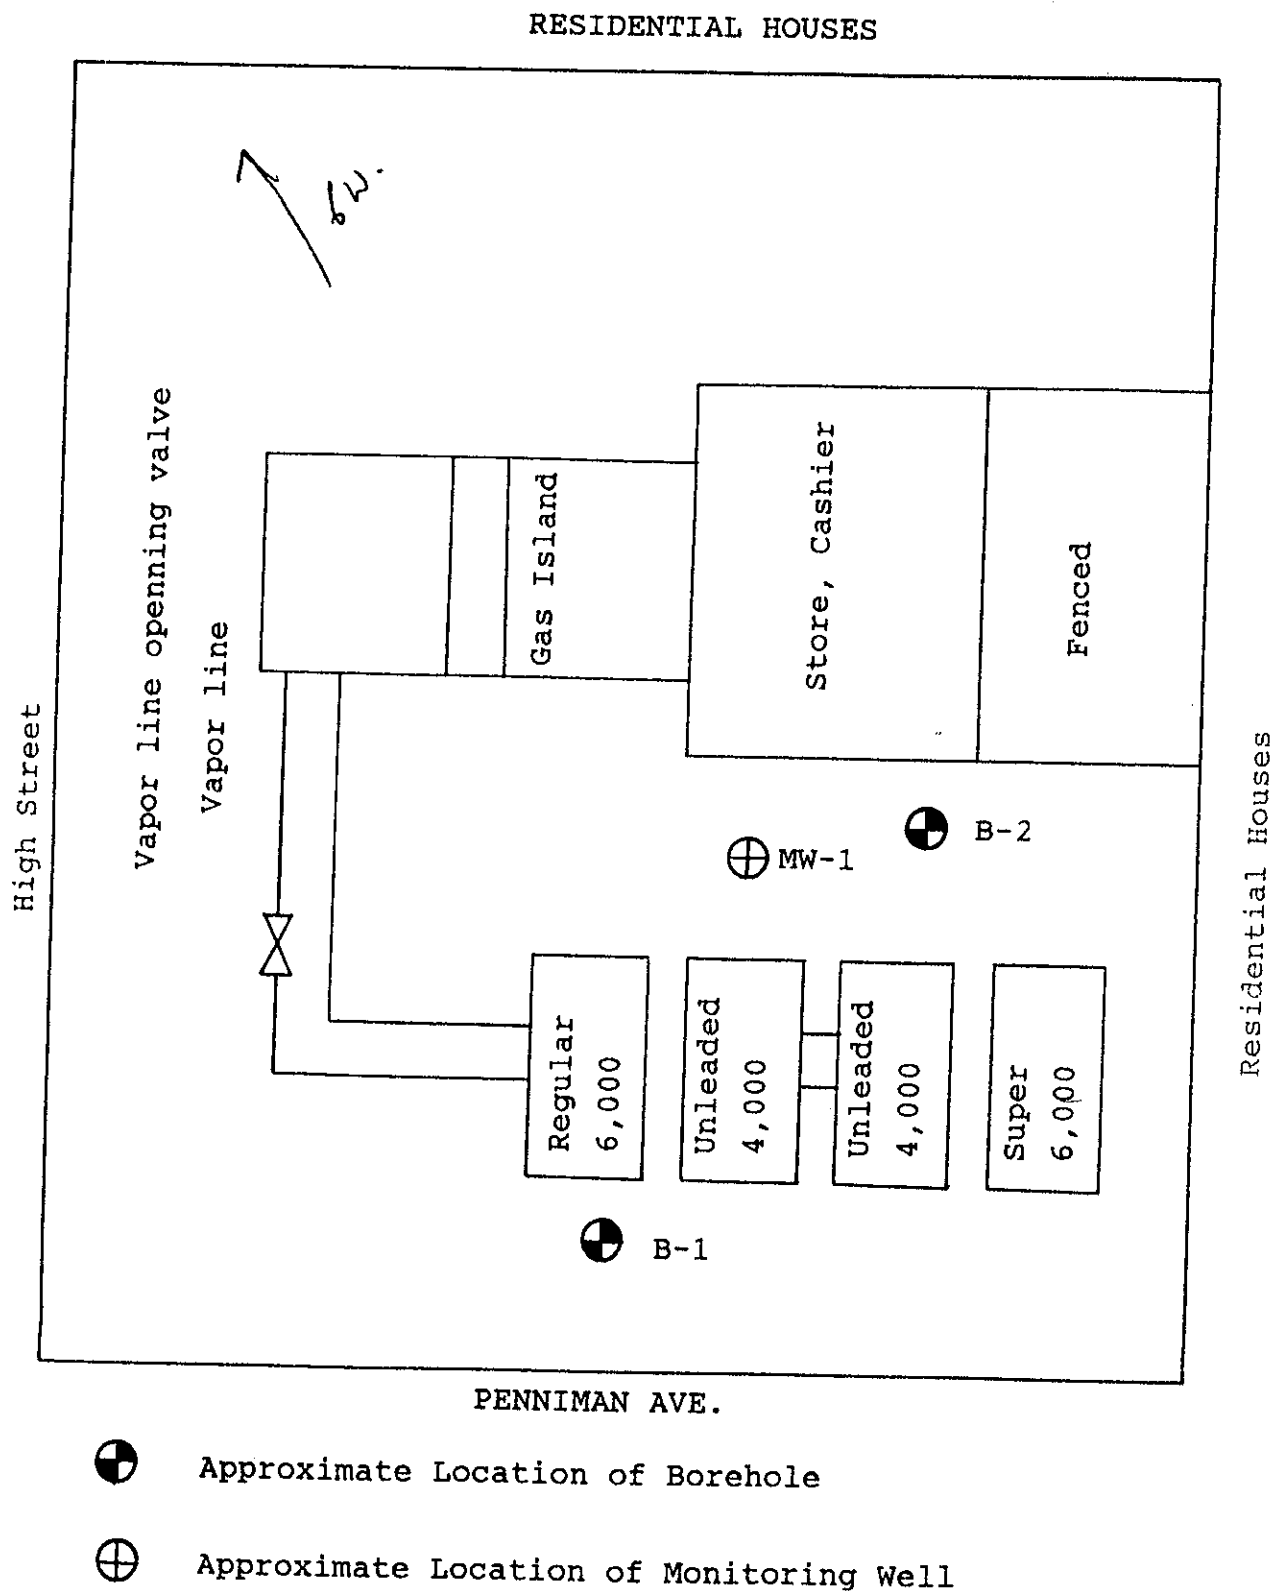 RESIDENTIAL HOUSES
GW.
Vapor line openning valve
Vapor line
High Street
Gas Island
Store, Cashier
Fenced
Residential Houses
B-2
MW-1
Regular
6,000
Unleaded
4,000
Unleaded
4,000
Super
6,000
B-1
PENNIMAN AVE.
Approximate Location of Borehole
Approximate Location of Monitoring Well